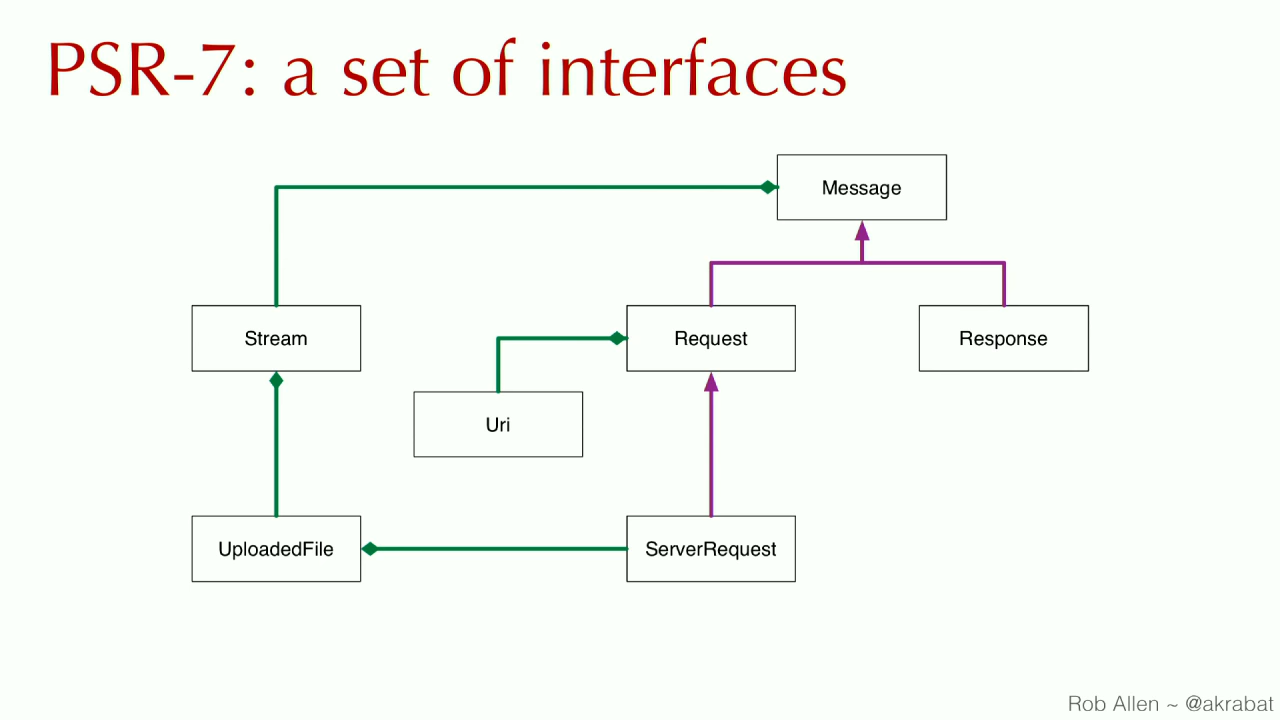 PSR-7: a set of interfaces
Message
Stream
Request
Response
Uri
UploadedFile
ServerRequest
Rob Allen ~ @akrabat